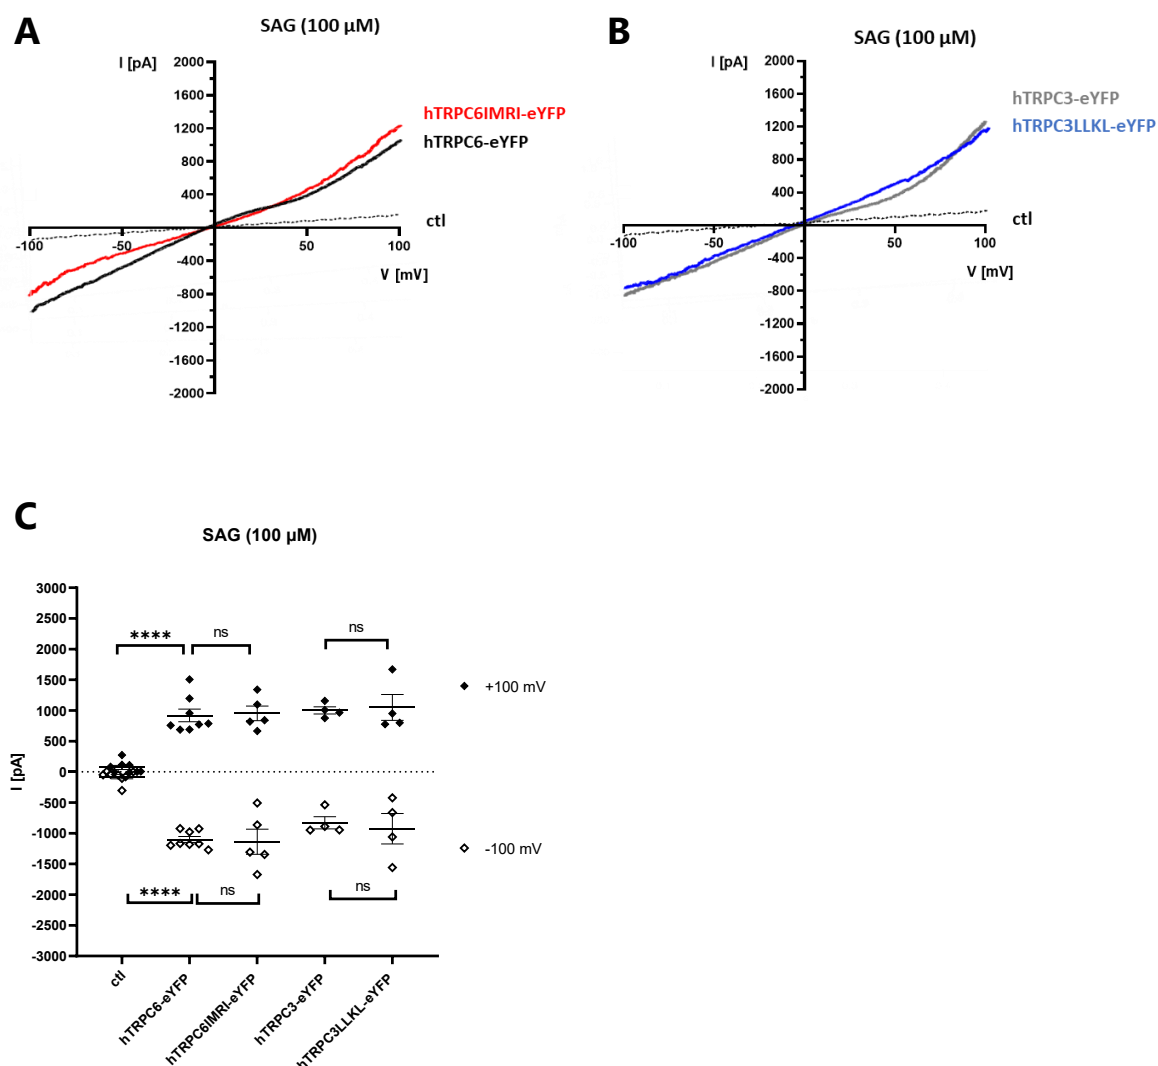 A
SAG (100 µM)
I [pA]
2000
1600
1200
800
400
-400
-800
-1200
-1600
-2000
-100
-50
50
100
V [mV]
hTRPC6IMRI-eYFP
hTRPC6-eYFP
ctl
B
SAG (100 µM)
I [pA]
2000
1600
1200
800
400
-400
-800
-1200
-1600
-2000
-100
-50
50
100
V [mV]
hTRPC3-eYFP
hTRPC3LLKL-eYFP
ctl
C
SAG (100 µM)
I [pA]
3000
2500
2000
1500
1000
500
0
-500
-1000
-1500
-2000
-2500
-3000
**** ns ns
+100 mV
-100 mV
**** ns ns
ctl
hTRPC6-eYFP
hTRPC6IMRI-eYFP
hTRPC3-eYFP
hTRPC3LLKL-eYFP